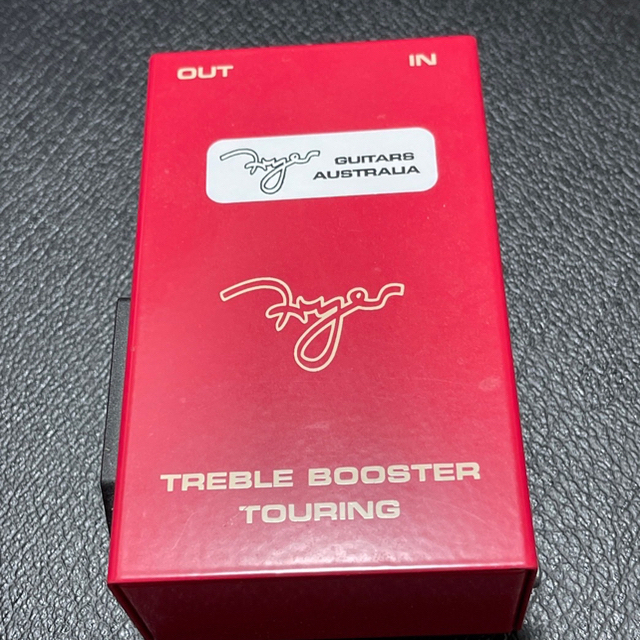 OUT IN
Fryer GUITARS
AUSTRALIA
Fryer
TREBLE BOOSTER
TOURING